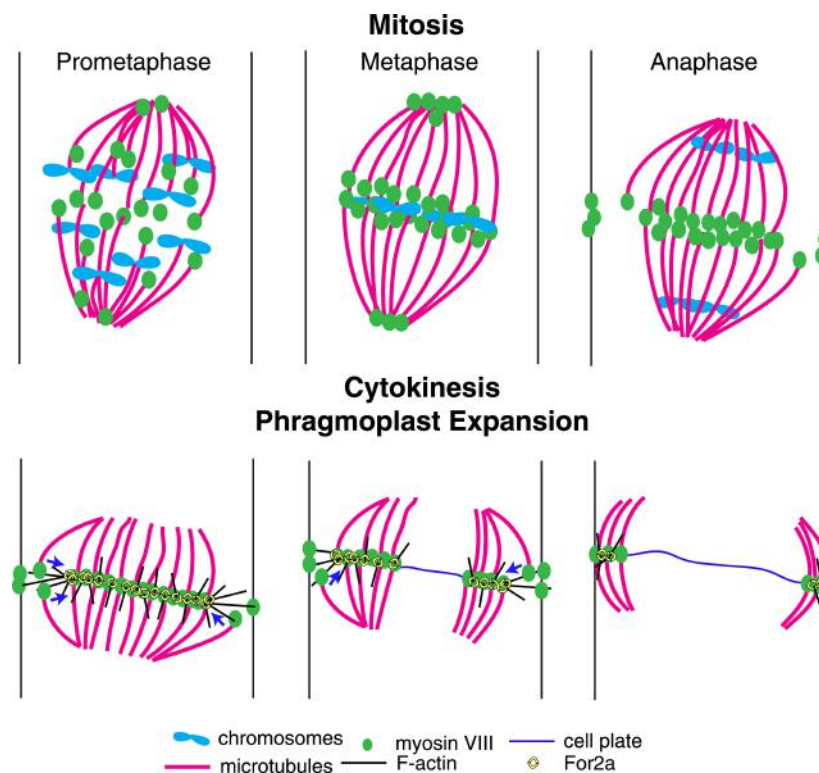 Mitosis
Prometaphase Metaphase Anaphase
Cytokinesis
Phragmoplast Expansion
chromosomes myosin VIII cell plate
microtubules F-actin For2a